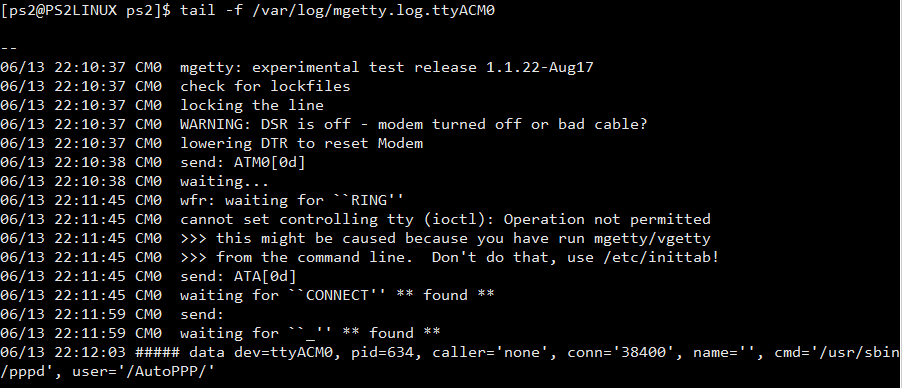 [ps2@PS2LINUX ps2]$ tail -f /var/log/mgetty.log.ttyACM0
--
06/13 22:10:37 CM0  mgetty: experimental test release 1.1.22-Aug17
06/13 22:10:37 CM0  check for lockfiles
06/13 22:10:37 CM0  locking the line
06/13 22:10:37 CM0  WARNING: DSR is off - modem turned off or bad cable?
06/13 22:10:37 CM0  lowering DTR to reset Modem
06/13 22:10:38 CM0  send: ATM0[0d]
06/13 22:10:38 CM0  waiting...
06/13 22:11:45 CM0  wfr: waiting for ``RING''
06/13 22:11:45 CM0  cannot set controlling tty (ioctl): Operation not permitted
06/13 22:11:45 CM0  >>> this might be caused because you have run mgetty/vgetty
06/13 22:11:45 CM0  >>> from the command line.  Don't do that, use /etc/inittab!
06/13 22:11:45 CM0  send: ATA[0d]
06/13 22:11:45 CM0  waiting for ``CONNECT'' ** found **
06/13 22:11:59 CM0  send:
06/13 22:11:59 CM0  waiting for ``_'' ** found **
06/13 22:12:03 ##### data dev=ttyACM0, pid=634, caller='none', conn='38400', name='', cmd='/usr/sbin
/pppd', user='/AutoPPP/'